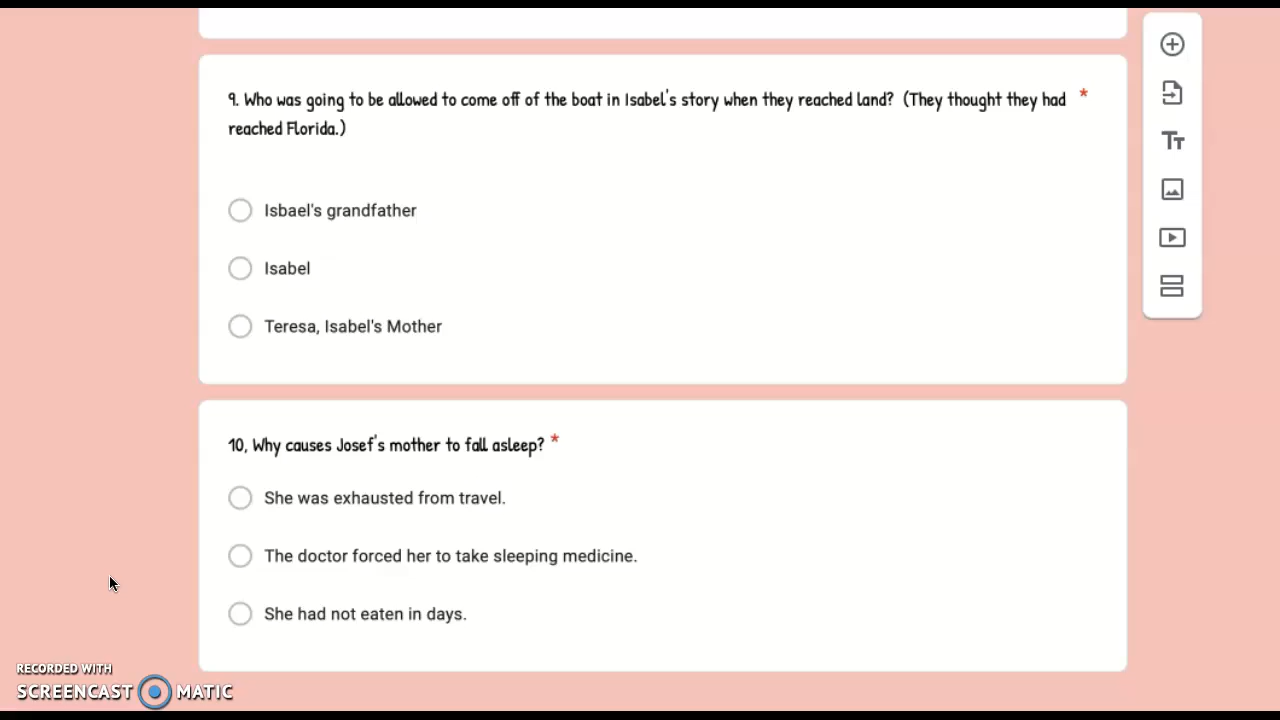 9. Who was going to be allowed to come off of the boat in Isabel's story when they reached land? (They thought they had *
reached Florida.)
Isbael's grandfather
Isabel
Teresa, Isabel's Mother
10, Why causes Josef's mother to fall asleep? *
She was exhausted from travel.
The doctor forced her to take sleeping medicine.
She had not eaten in days.
RECORDED WITH
SCREENCAST MATIC